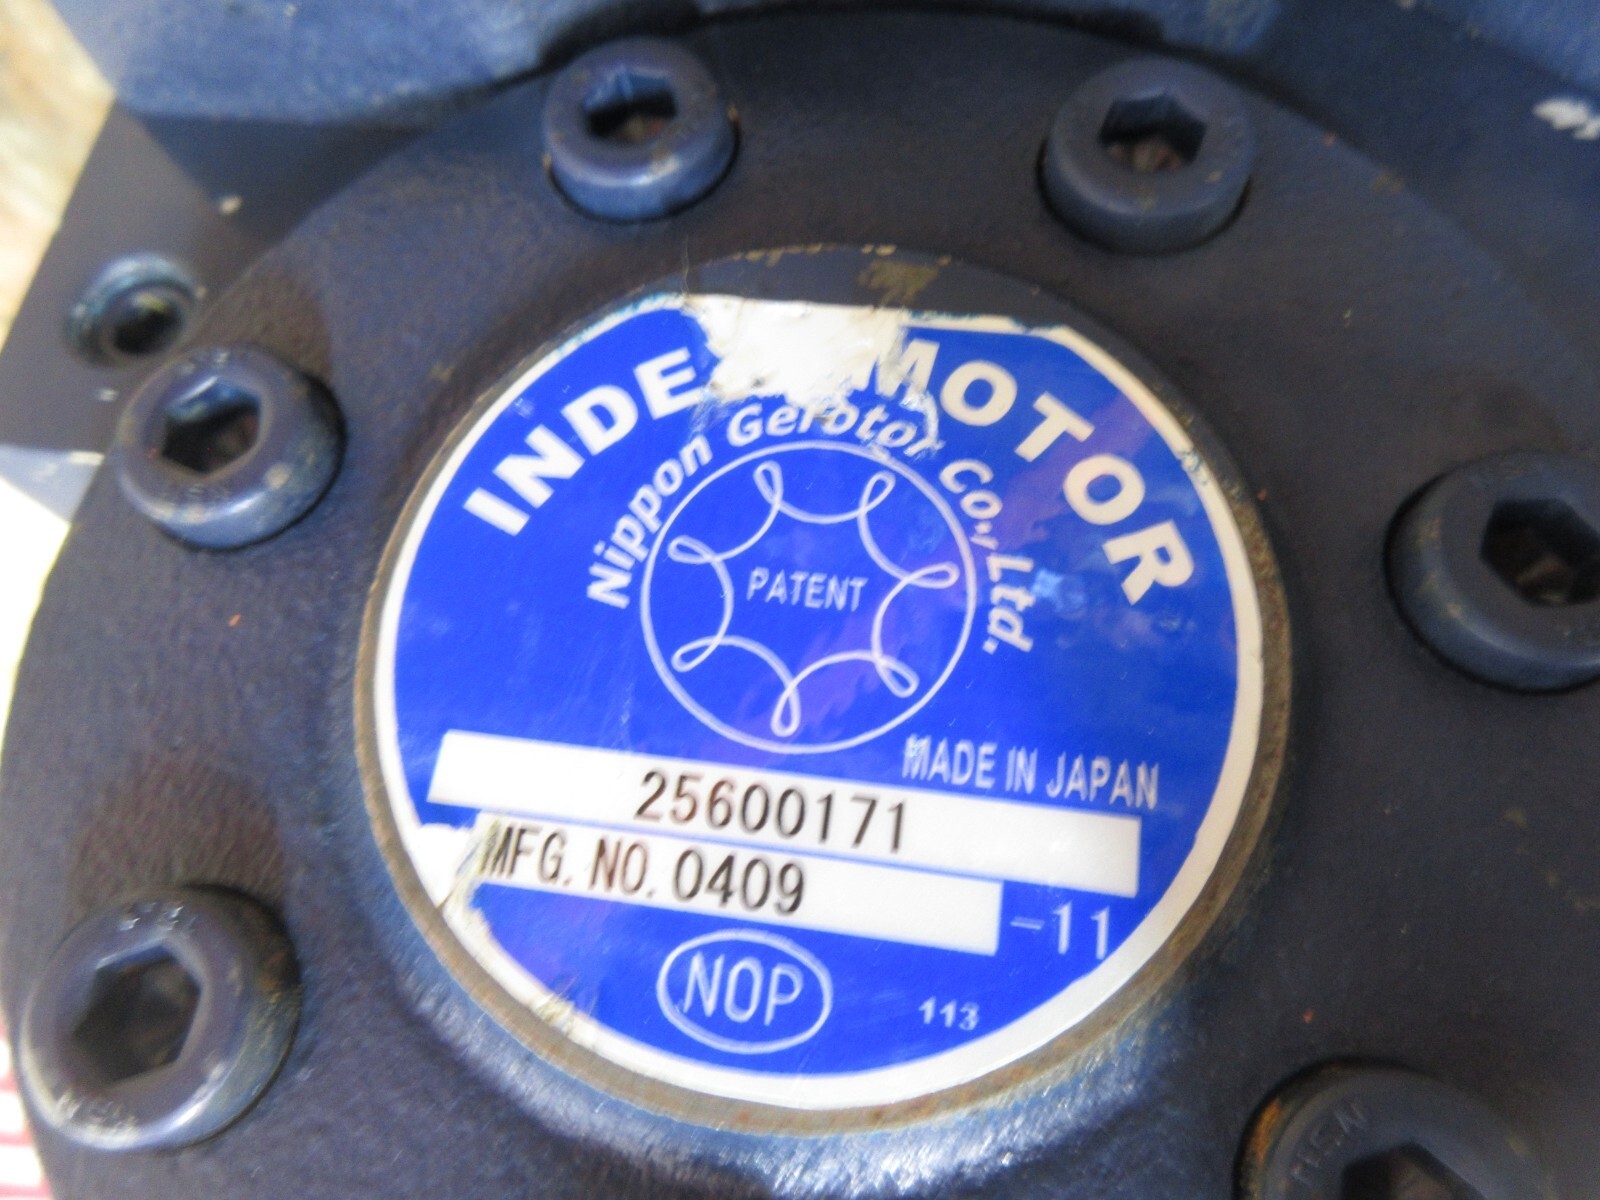 INDE MOTOR
Nippon Gerotor Co., Ltd.
PATENT
MADE IN JAPAN
25600171
MFG. NO. 0409
-11
NOP
113